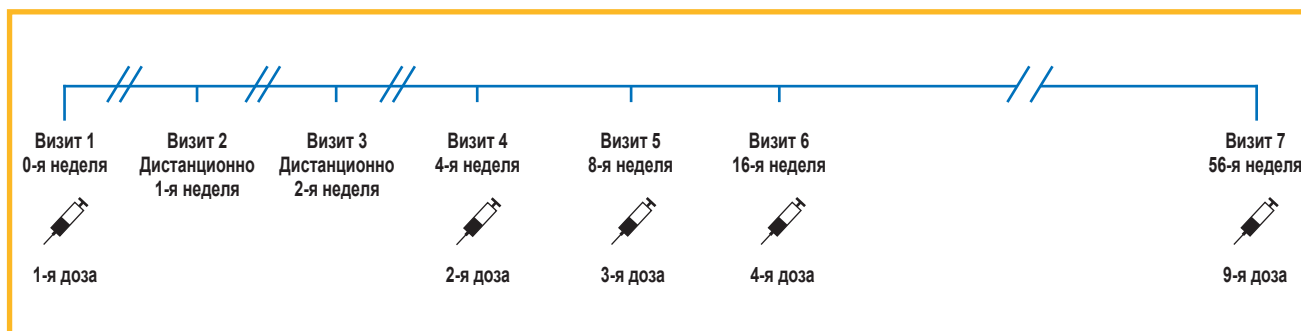 Визит 1
0-я неделя
Визит 2
Дистанционно
1-я неделя
Визит 3
Дистанционно
2-я неделя
Визит 4
4-я неделя
Визит 5
8-я неделя
Визит 6
16-я неделя
Визит 7
56-я неделя
1-я доза
2-я доза
3-я доза
4-я доза
9-я доза